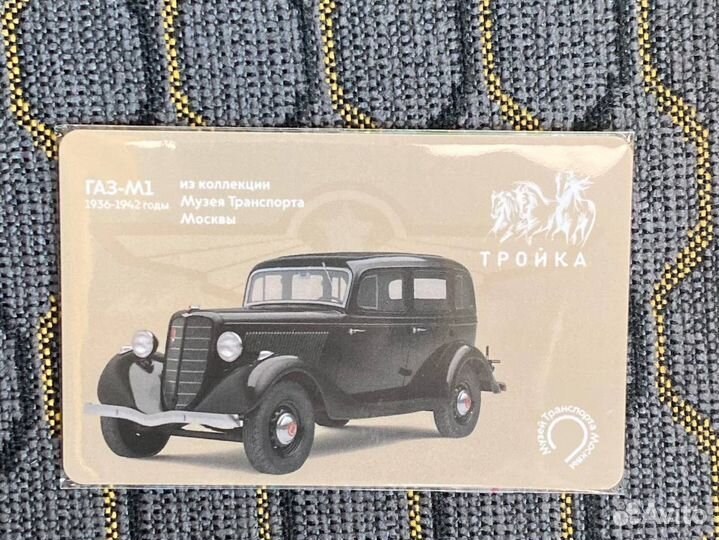 ГАЗ-М1
1936-1942 годы
из коллекции
Музея Транспорта
Москвы
ТРОЙКА
Музей Транспорта Москвы
Avito